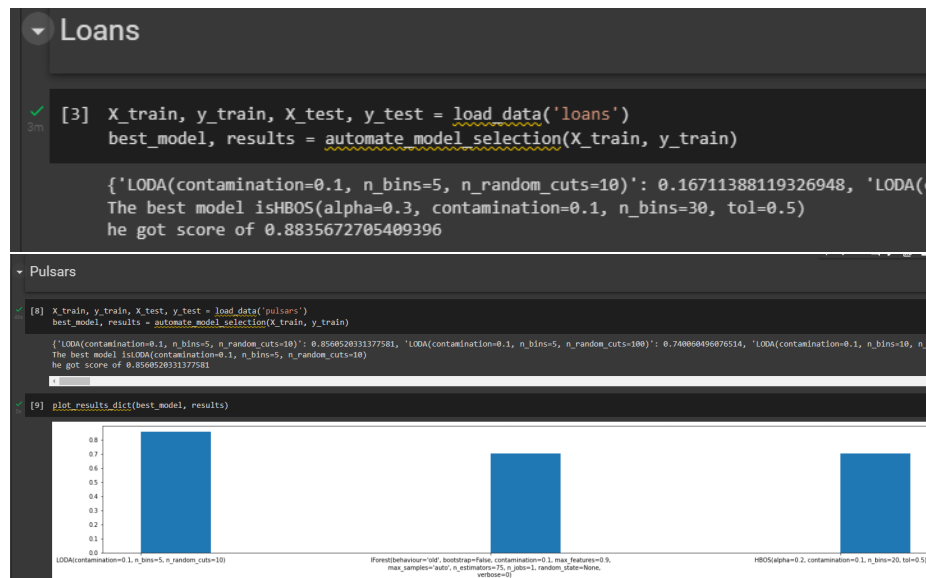 Loans
[3] X_train, y_train, X_test, y_test = load_data('loans')
3m
best_model, results = automate_model_selection(X_train, y_train)
{'LODA(contamination=0.1, n_bins=5, n_random_cuts=10)': 0.16711388119326948, 'LODA(
The best model isHBOS(alpha=0.3, contamination=0.1, n_bins=30, tol=0.5)
he got score of 0.8835672705409396
Pulsars
[8] X_train, y_train, X_test, y_test = load_data('pulsars')
best_model, results = automate_model_selection(X_train, y_train)
{'LODA(contamination=0.1, n_bins=5, n_random_cuts=10)': 0.8560520331377581, 'LODA(contamination=0.1, n_bins=5, n_random_cuts=100)': 0.740060496076514, 'LODA(contamination=0.1, n_bins=10, n_
The best model isLODA(contamination=0.1, n_bins=5, n_random_cuts=10)
he got score of 0.8560520331377581
[9] plot_results_dict(best_model, results)
0.8
0.7
0.6
0.5
0.4
0.3
0.2
0.1
0.0
LODA(contamination=0.1, n_bins=5, n_random_cuts=10)
IForest(behaviour='old', bootstrap=False, contamination=0.1, max_features=0.9,
max_samples='auto', n_estimators=75, n_jobs=1, random_state=None,
verbose=0)
HBOS(alpha=0.2, contamination=0.1, n_bins=20, tol=0.5)